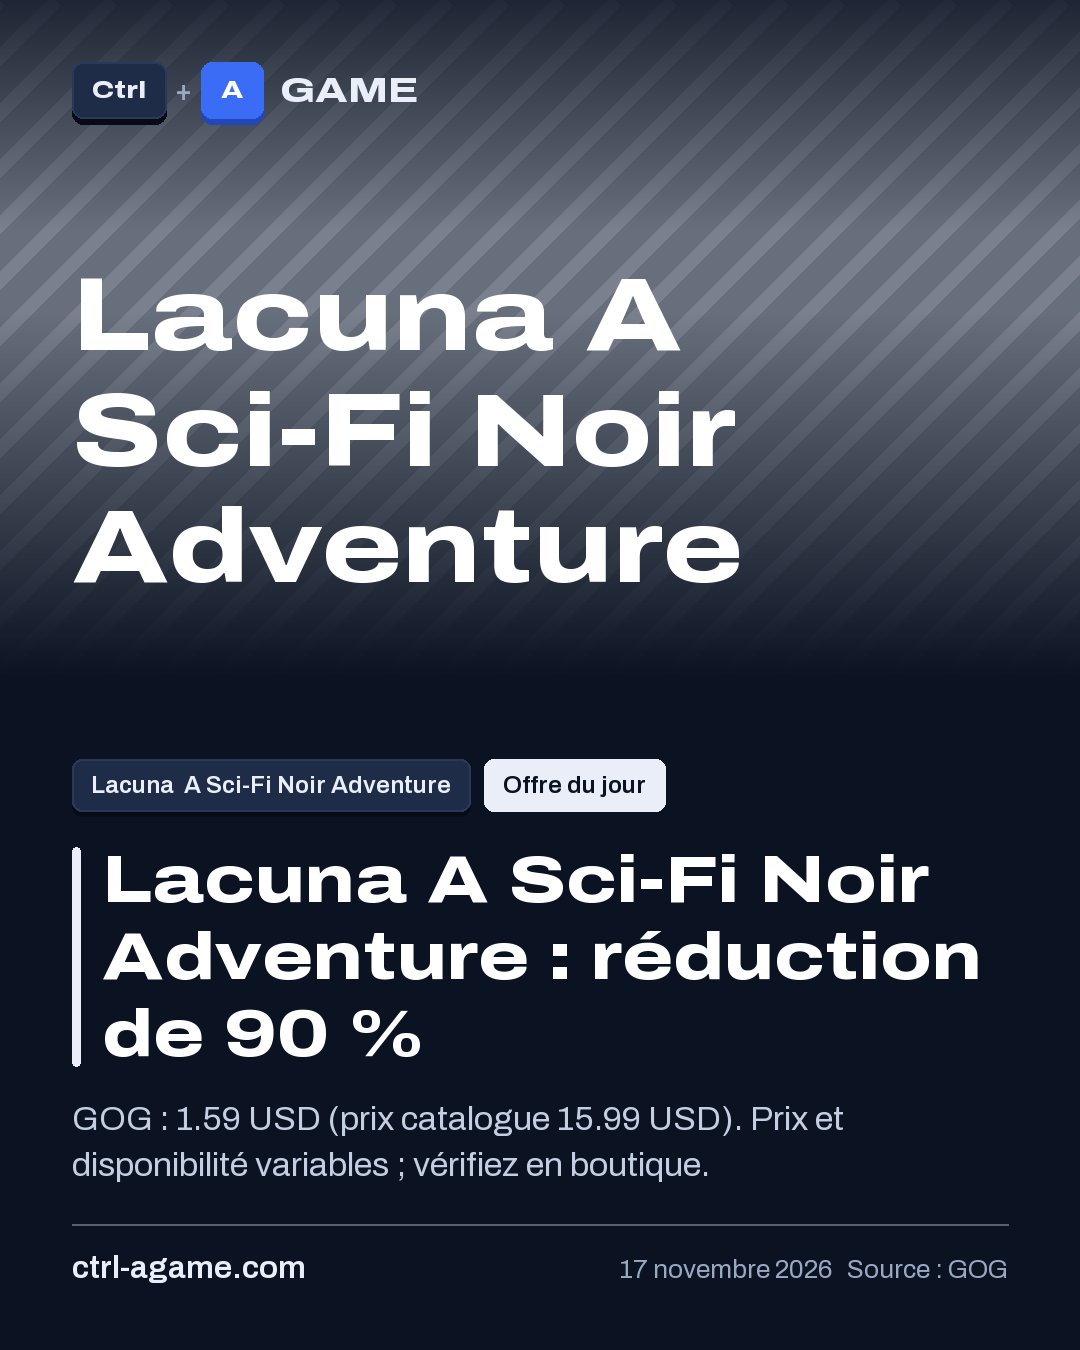 Ctrl + A GAME
Lacuna A
Sci-Fi Noir
Adventure
Lacuna A Sci-Fi Noir Adventure Offre du jour
Lacuna A Sci-Fi Noir
Adventure : réduction
de 90 %
GOG : 1.59 USD (prix catalogue 15.99 USD). Prix et
disponibilité variables ; vérifiez en boutique.
ctrl-agame.com 17 novembre 2026 Source : GOG